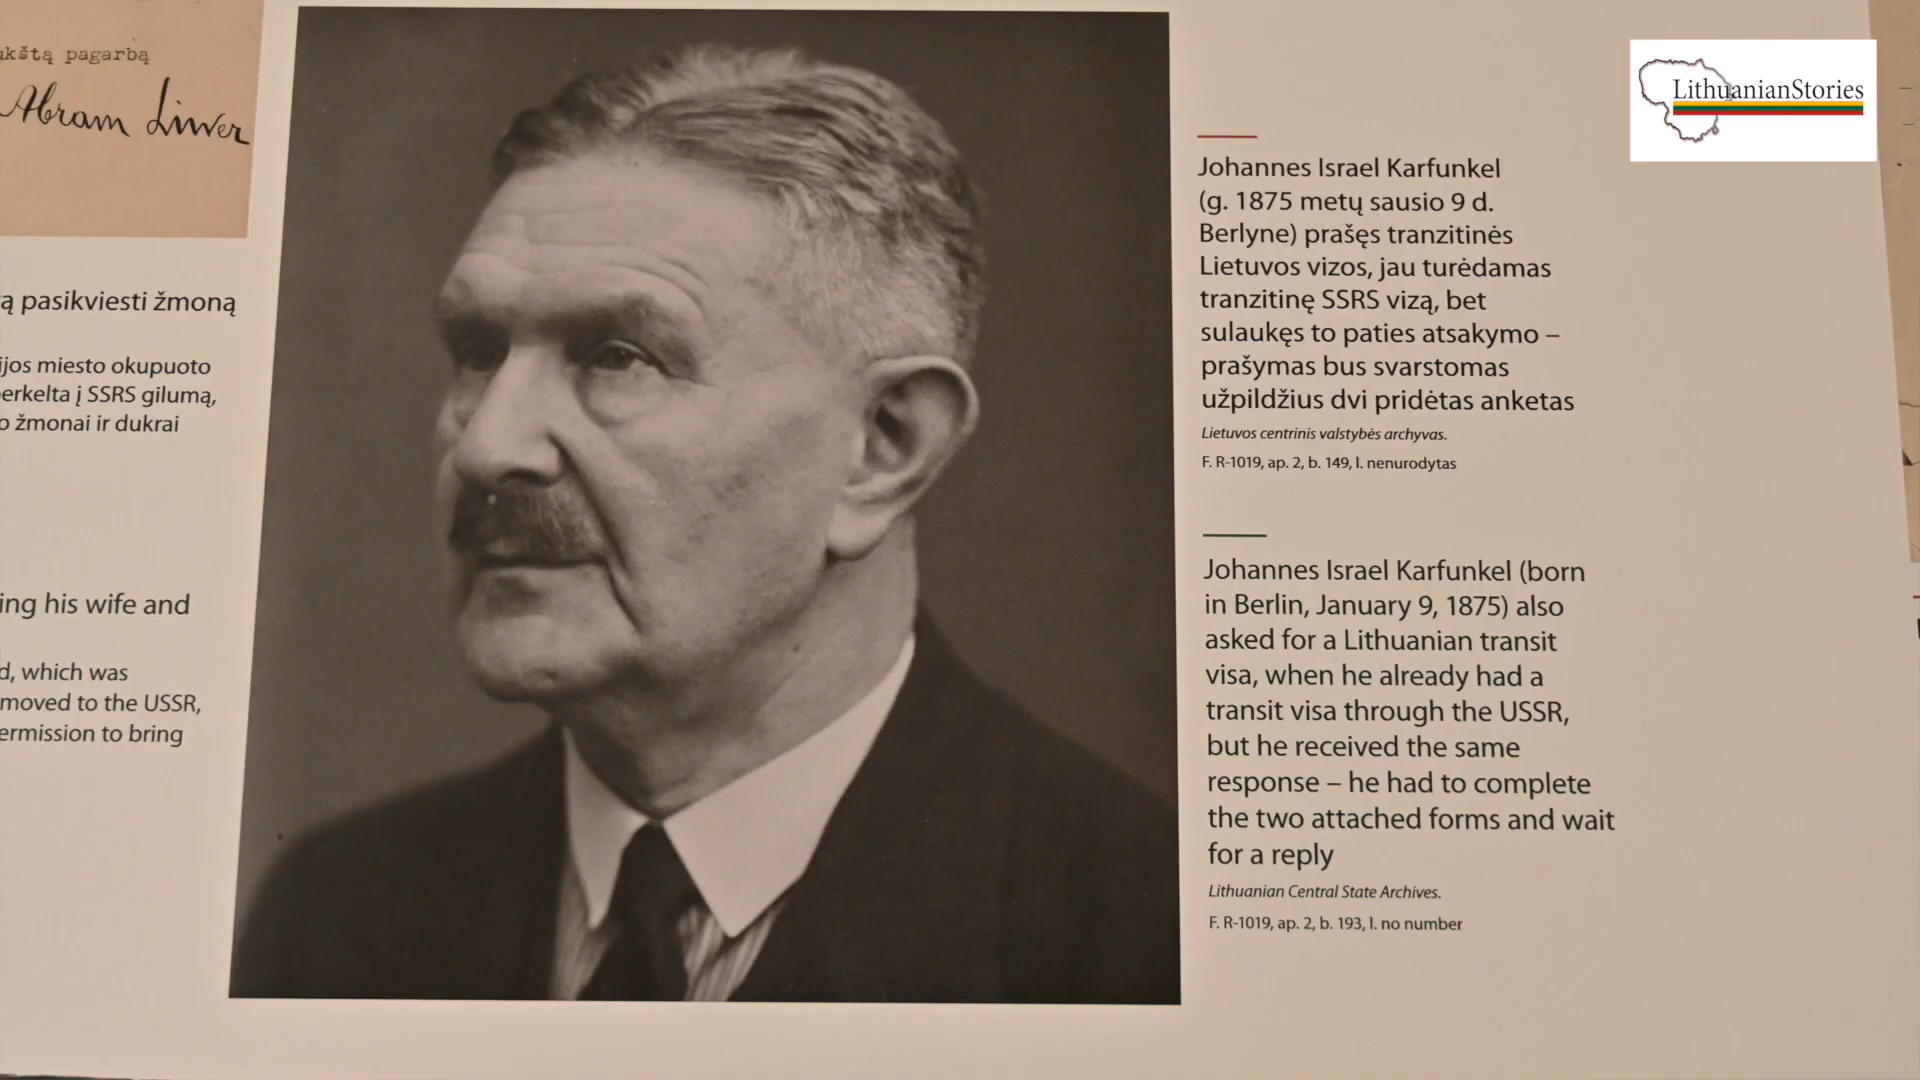 pagarbą
Abram Liwer
pasikviesti žmoną
miesto okupuoto
į SSRS gilumą,
žmonai ir dukrai
his wife and
which was
moved to the USSR,
to bring
LithuanianStories
Johannes Israel Karfunkel
(g. 1875 metų sausio 9 d.
Berlyne) prašęs tranzitinės
Lietuvos vizos, jau turėdamas
tranzitinę SSRS vizą, bet
sulaukęs to paties atsakymo –
prašymas bus svarstomas
užpildžius dvi pridėtas anketas
Lietuvos centrinis valstybės archyvas.
F. R-1019, ap. 2, b. 149, l. nenurodytas
Johannes Israel Karfunkel (born
in Berlin, January 9, 1875) also
asked for a Lithuanian transit
visa, when he already had a
transit visa through the USSR,
but he received the same
response – he had to complete
the two attached forms and wait
for a reply
Lithuanian Central State Archives.
F. R-1019, ap. 2, b. 193, l. no number